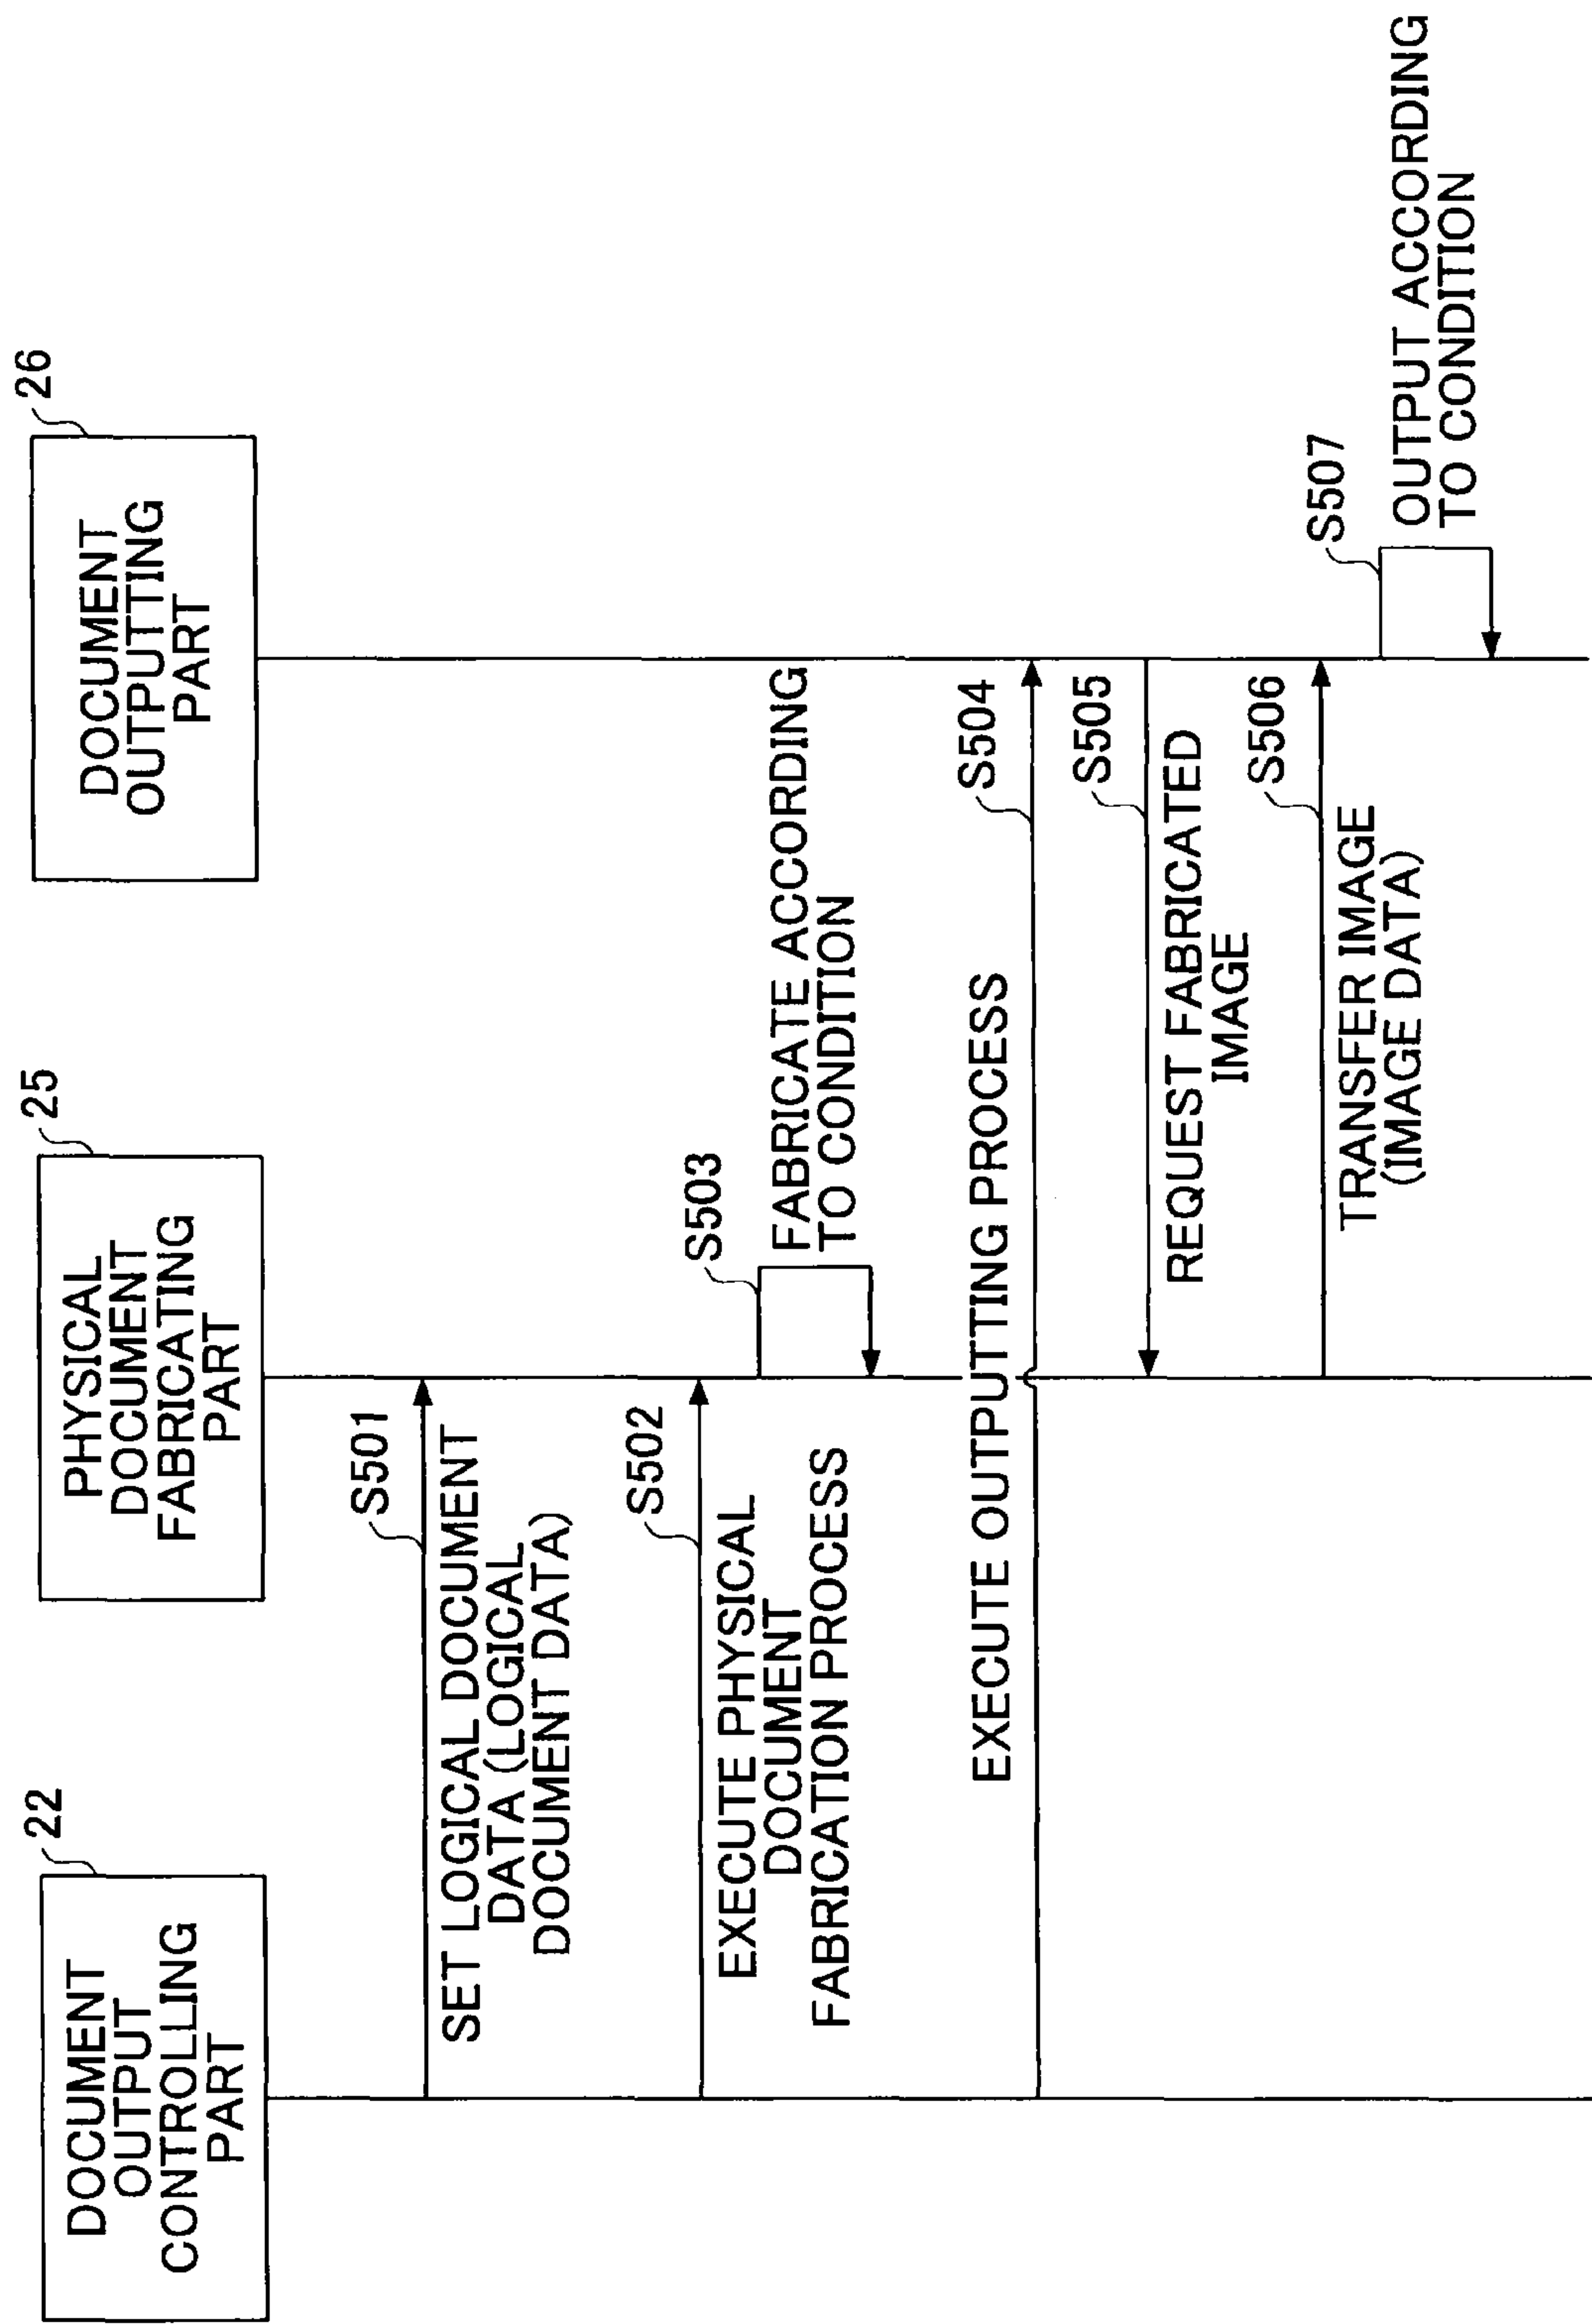 DOCUMENT
OUTPUT
CONTROLLING
PART
22
PHYSICAL
DOCUMENT
FABRICATING
PART
25
DOCUMENT
OUTPUTTING
PART
26
S501
SET LOGICAL DOCUMENT
DATA (LOGICAL
DOCUMENT DATA)
S502
EXECUTE PHYSICAL
DOCUMENT
FABRICATION PROCESS
S503
FABRICATE ACCORDING
TO CONDITION
EXECUTE OUTPUTTING PROCESS
S504
S505
REQUEST FABRICATED
IMAGE
S506
TRANSFER IMAGE
(IMAGE DATA)
S507
OUTPUT ACCORDING
TO CONDITION